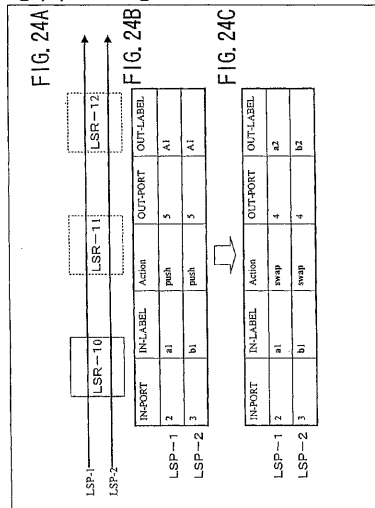 FIG. 24A
LSP-1
LSP-2
LSR-10
LSR-11
LSR-12
FIG. 24B
IN-PORT IN-LABEL Action OUT-PORT OUT-LABEL
LSP-1 2 a1 push 5 A1
LSP-2 3 b1 push 5 A1
FIG. 24C
IN-PORT IN-LABEL Action OUT-PORT OUT-LABEL
LSP-1 2 a1 swap 4 a2
LSP-2 3 b1 swap 4 b2